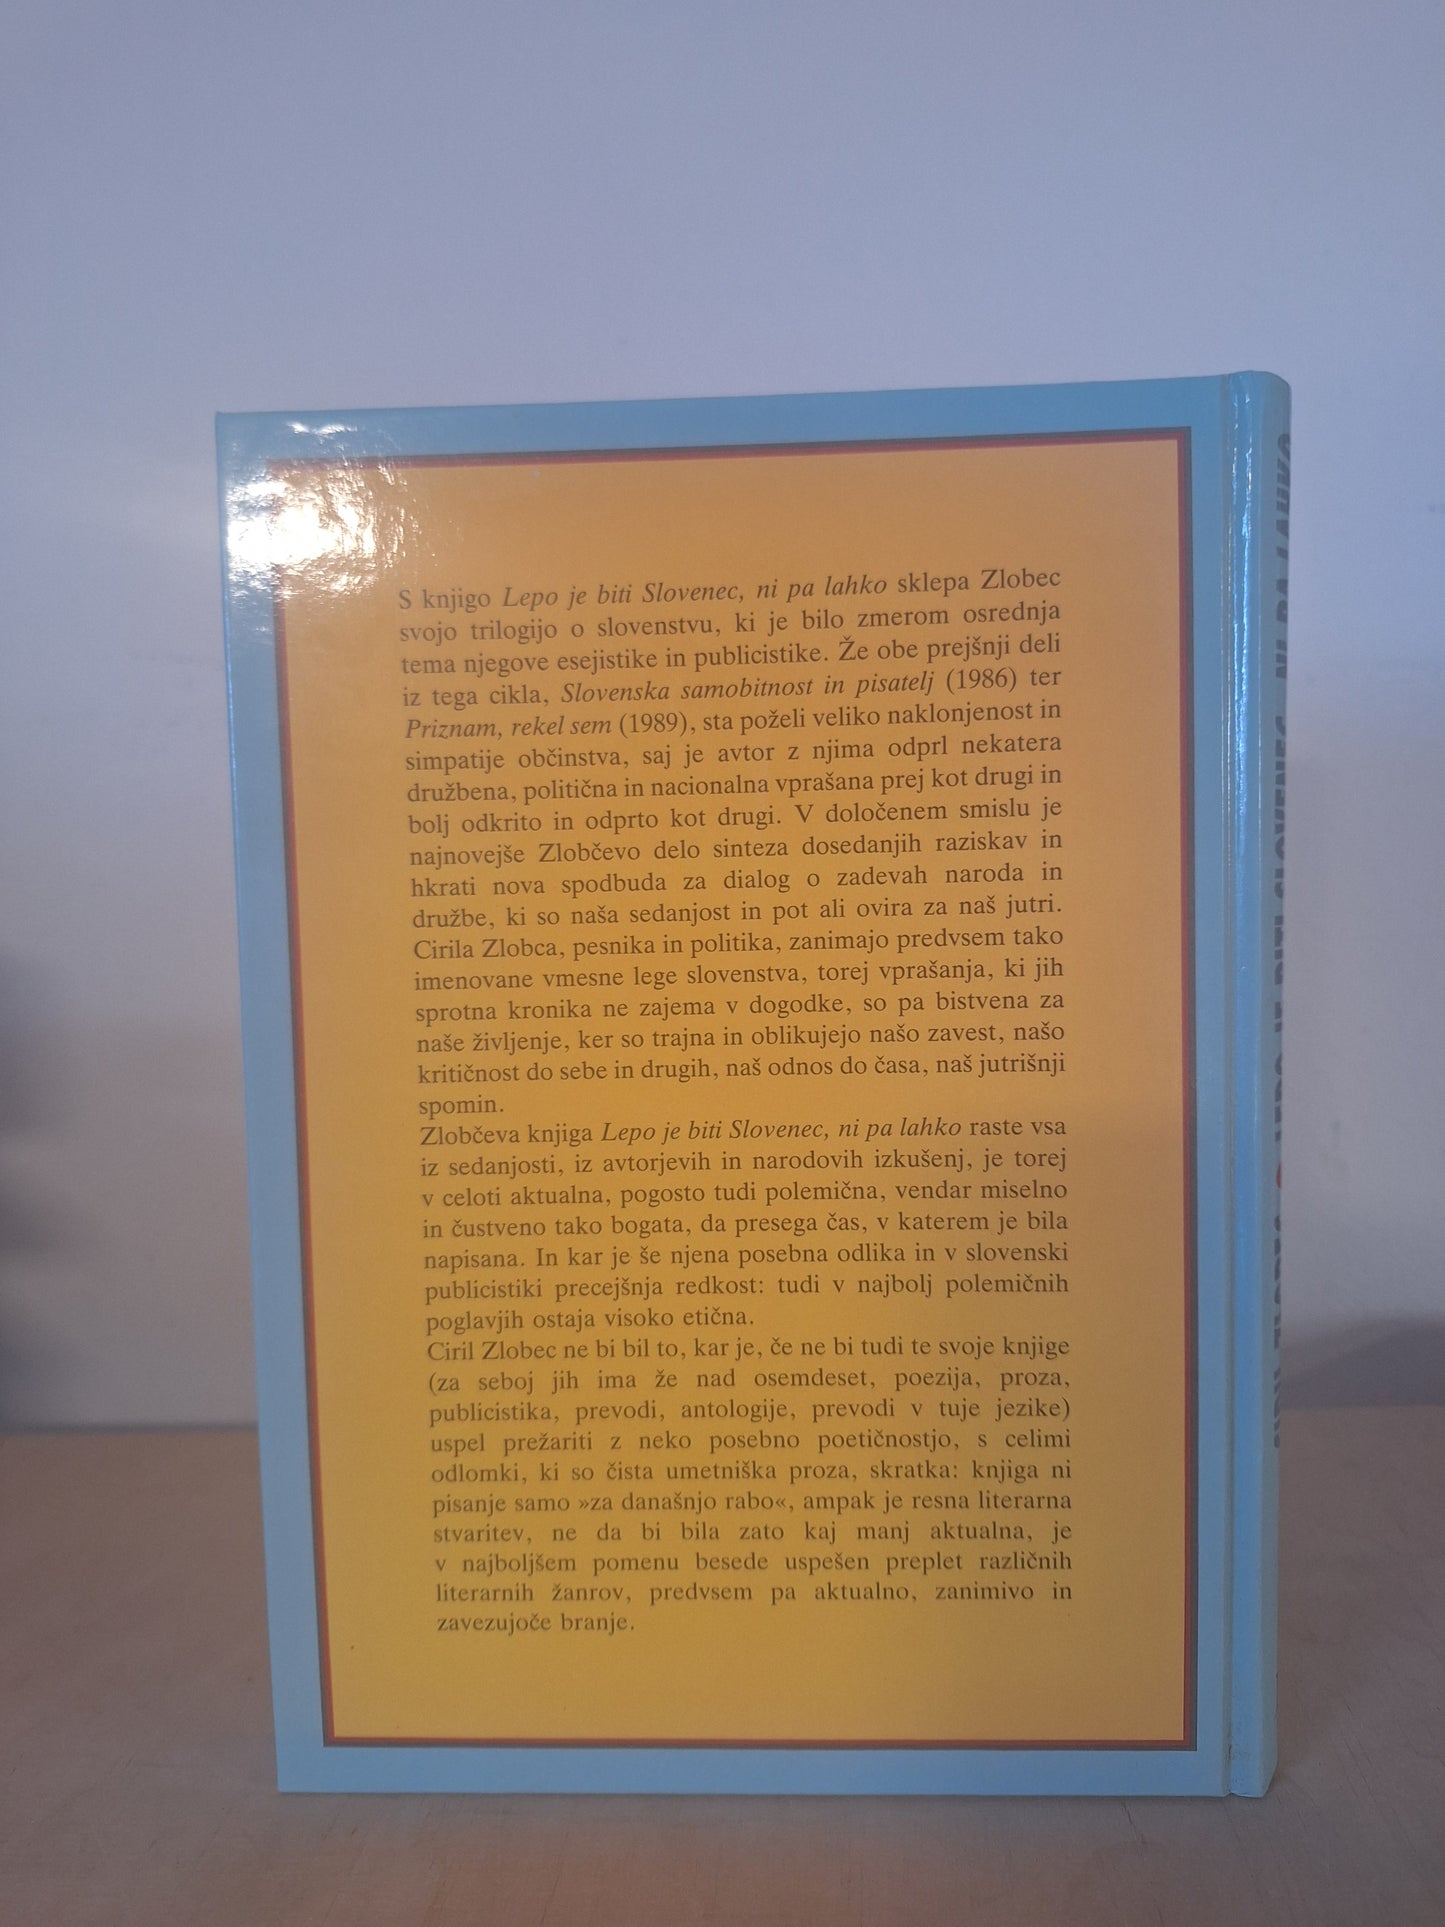 S knjigo Lepo je biti Slovenec, ni pa lahko sklepa Zlobec
svojo trilogijo o slovenstvu, ki je bilo zmerom osrednja
tema njegove esejistike in publicistike. Že obe prejšnji deli
iz tega cikla, Slovenska samobitnost in pisatelj (1986) ter
Priznam, rekel sem (1989), sta poželi veliko naklonjenost in
simpatije občinstva, saj je avtor z njima odprl nekatera
družbena, politična in nacionalna vprašana prej kot drugi in
bolj odkrito in odprto kot drugi. V določenem smislu je
najnovejše Zlobčevo delo sinteza dosedanjih raziskav in
hkrati nova spodbuda za dialog o zadevah naroda in
družbe, ki so naša sedanjost in pot ali ovira za naš jutri.
Cirila Zlobca, pesnika in politika, zanimajo predvsem tako
imenovane vmesne lege slovenstva, torej vprašanja, ki jih
sprotna kronika ne zajema v dogodke, so pa bistvena za
naše življenje, ker so trajna in oblikujejo našo zavest, našo
kritičnost do sebe in drugih, naš odnos do časa, naš jutrišnji
spomin.
Zlobčeva knjiga Lepo je biti Slovenec, ni pa lahko raste vsa
iz sedanjosti, iz avtorjevih in narodovih izkušenj, je torej
v celoti aktualna, pogosto tudi polemična, vendar miselno
in čustveno tako bogata, da presega čas, v katerem je bila
napisana. In kar je še njena posebna odlika in v slovenski
publicistiki precejšnja redkost: tudi v najbolj polemičnih
poglavjih ostaja visoko etična.
Ciril Zlobec ne bi bil to, kar je, če ne bi tudi te svoje knjige
(za seboj jih ima že nad osemdeset, poezija, proza,
publicistika, prevodi, antologije, prevodi v tuje jezike)
uspel prežariti z neko posebno poetičnostjo, s celimi
odlomki, ki so čista umetniška proza, skratka: knjiga ni
pisanje samo »za današnjo rabo«, ampak je resna literarna
stvaritev, ne da bi bila zato kaj manj aktualna, je
v najboljšem pomenu besede uspešen preplet različnih
literarnih žanrov, predvsem pa aktualno, zanimivo in
zavezujoče branje.